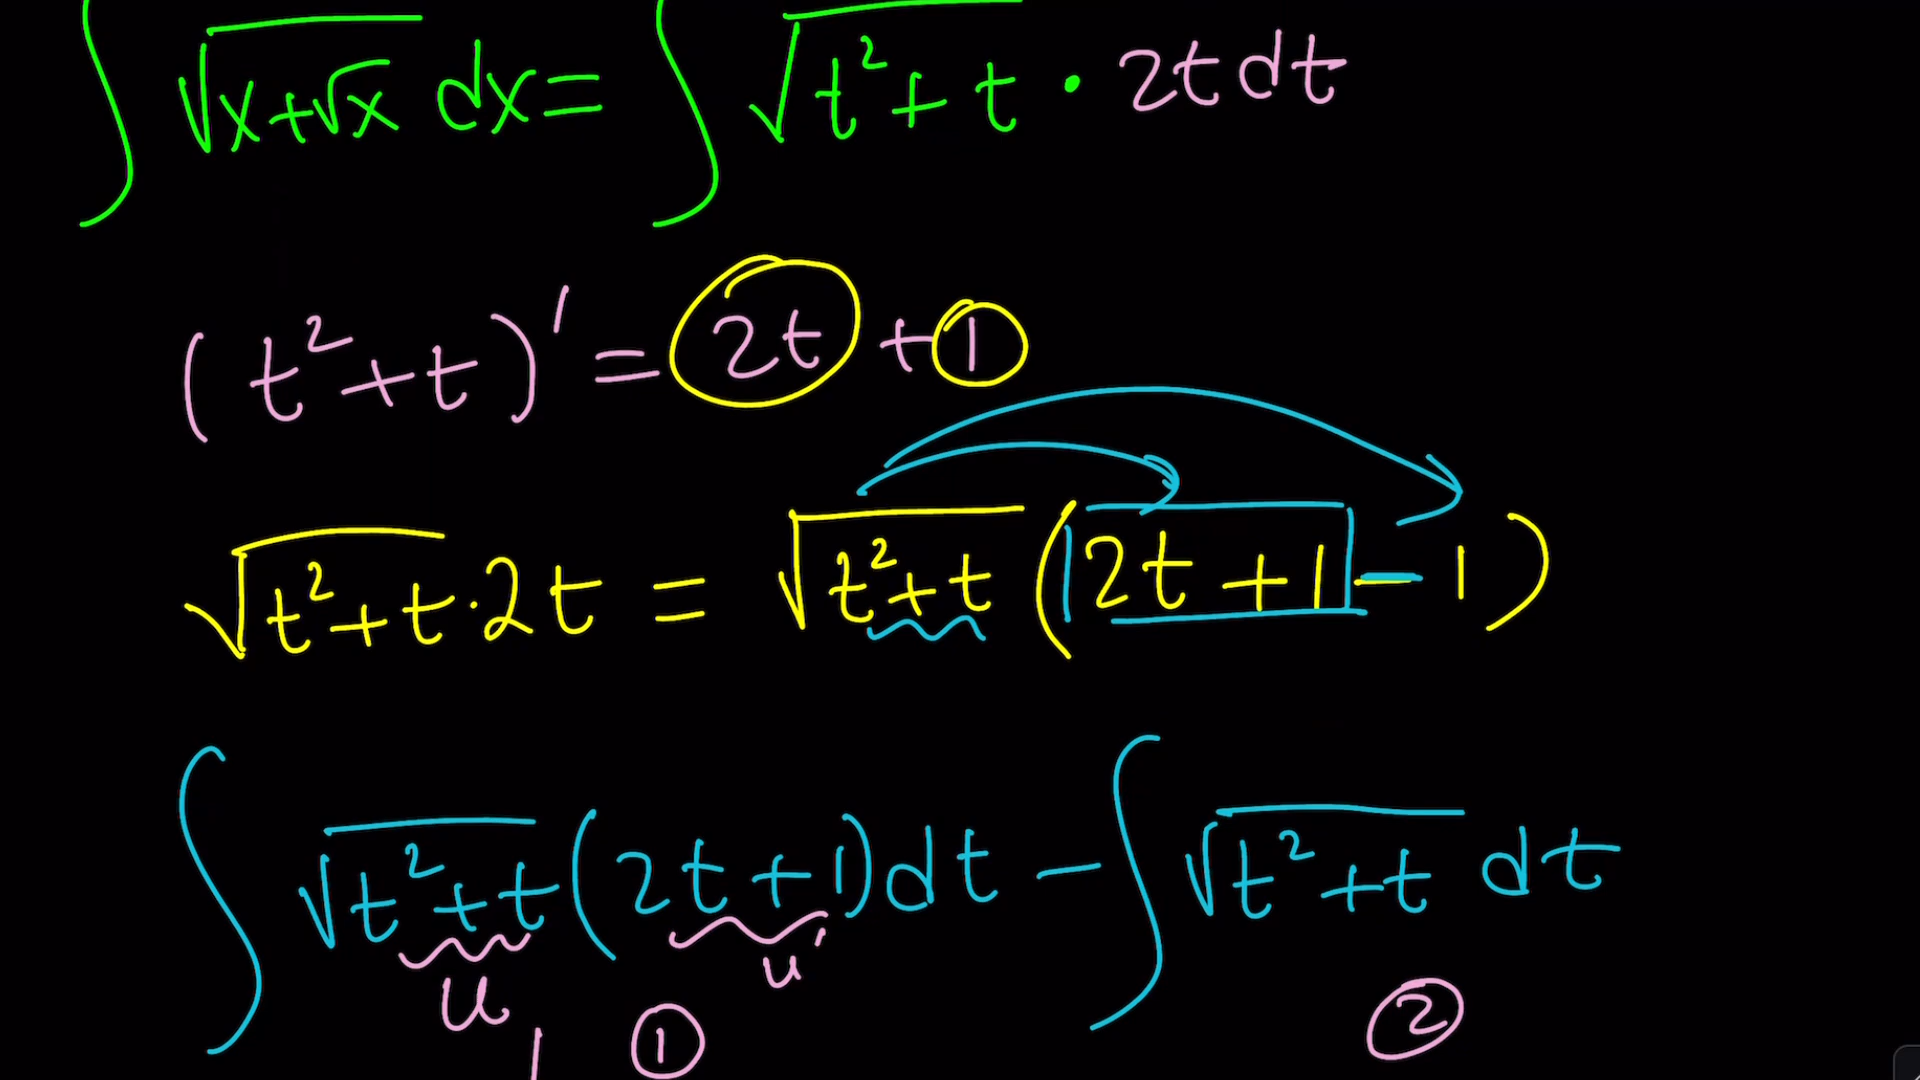 ∫ √(x+√x) dx = ∫ √(t²+t) · 2t dt
(t²+t)' = 2t + 1
√(t²+t) · 2t = √(t²+t) (2t+1 − 1)
∫ √(t²+t) (2t+1) dt − ∫ √(t²+t) dt
u u'
① ②